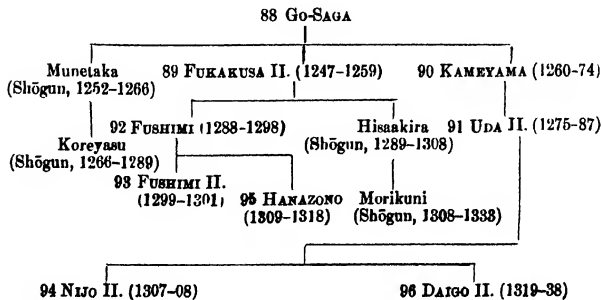 88 Go-Saga
Munetaka 89 Fukakusa II. (1247-1259) 90 Kameyama (1260-74)
(Shōgun, 1252-1266)
92 Fushimi (1288-1298) Hisaakira 91 Uda II. (1275-87)
Koreyasu (Shōgun, 1289-1308)
(Shōgun, 1266-1289)
93 Fushimi II. 95 Hanazono Morikuni
(1299-1301) (1309-1318) (Shōgun, 1308-1333)
94 Nijo II. (1307-08) 96 Daigo II. (1319-38)